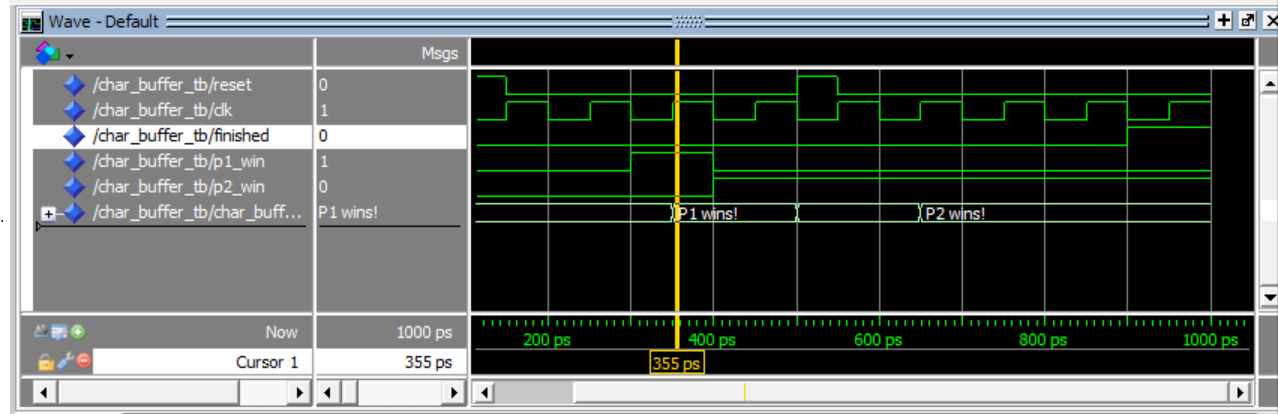 Wave - Default
Msgs
/char_buffer_tb/reset 0
/char_buffer_tb/clk 1
/char_buffer_tb/finished 0
/char_buffer_tb/p1_win 1
/char_buffer_tb/p2_win 0
/char_buffer_tb/char_buff... P1 wins! P1 wins! P2 wins!
Now 1000 ps 200 ps 400 ps 600 ps 800 ps 1000 ps
Cursor 1 355 ps 355 ps